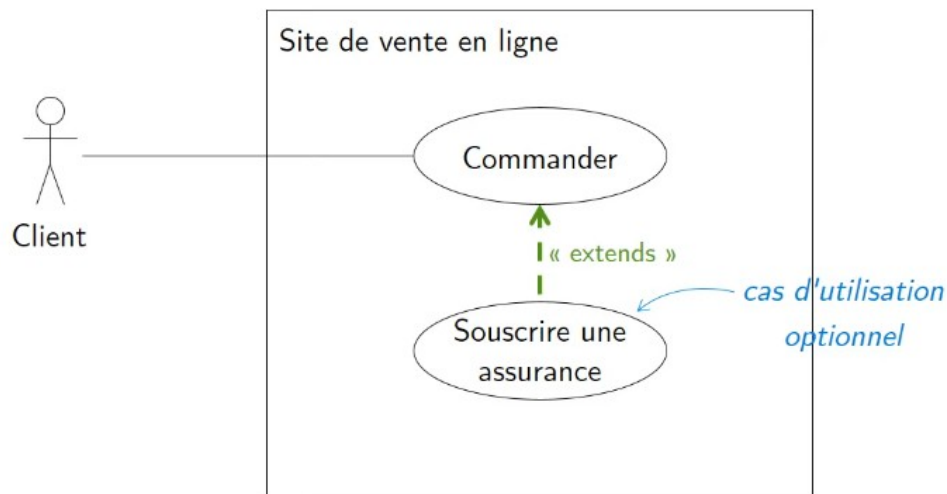 Site de vente en ligne
Commander
Client
« extends »
cas d'utilisation
optionnel
Souscrire une
assurance